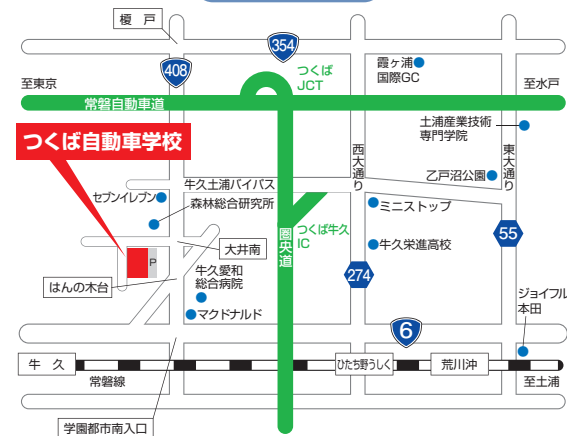 榎 戸
354
408
つくば
JCT
霞ヶ浦
国際GC
至東京
至水戸
常磐自動車道
土浦産業技術
専門学院
つくば自動車学校
西大通り
東大通り
乙戸沼公園
牛久土浦バイパス
セブンイレブン
森林総合研究所
ミニストップ
つくば牛久
IC
圏央道
55
大井南
牛久栄進高校
P
牛久愛和
総合病院
274
はんの木台
ジョイフル
本田
マクドナルド
6
牛 久
ひたち野うしく
荒川沖
常磐線
至土浦
学園都市南入口